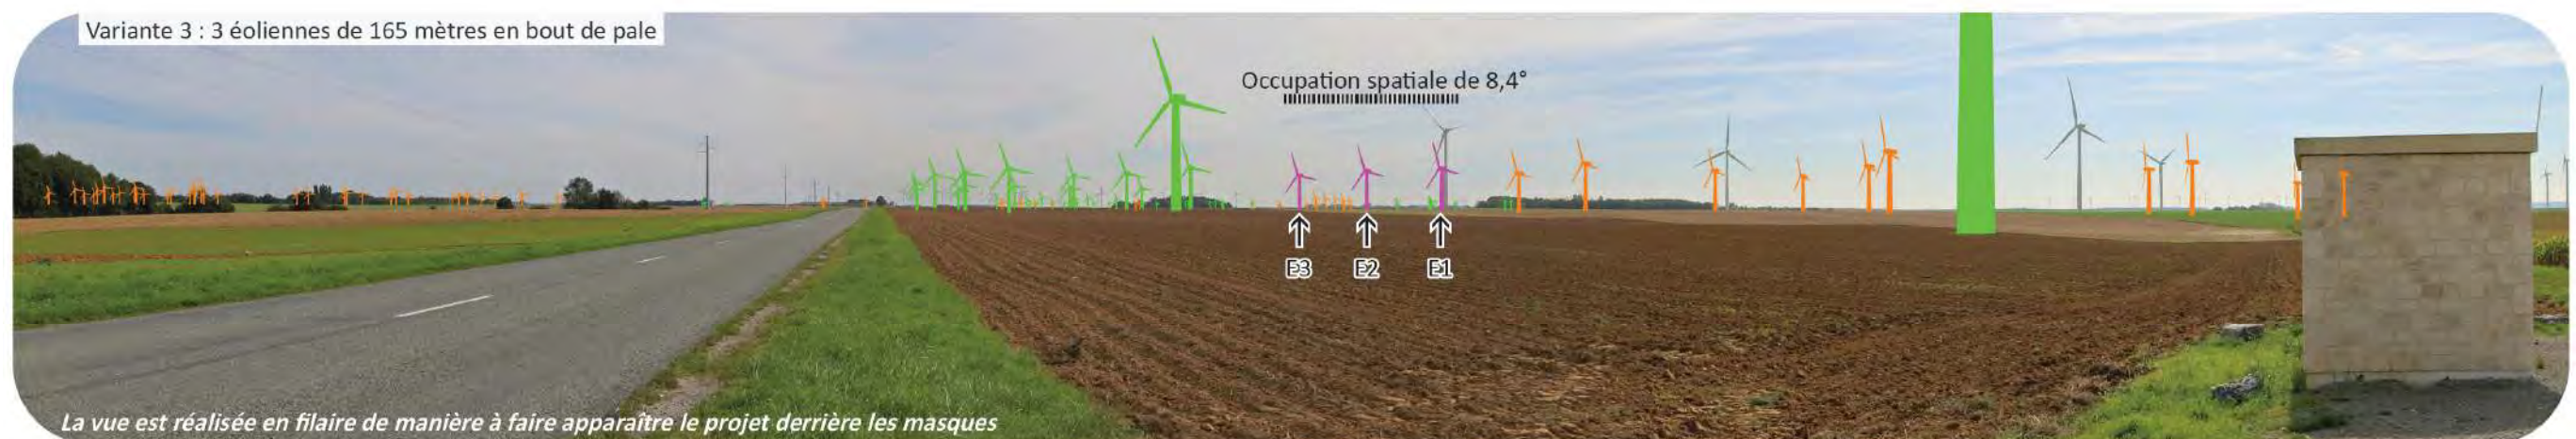 Variante 3 : 3 éoliennes de 165 mètres en bout de pale
Occupation spatiale de 8,4°
E3 E2 E1
La vue est réalisée en filaire de manière à faire apparaître le projet derrière les masques